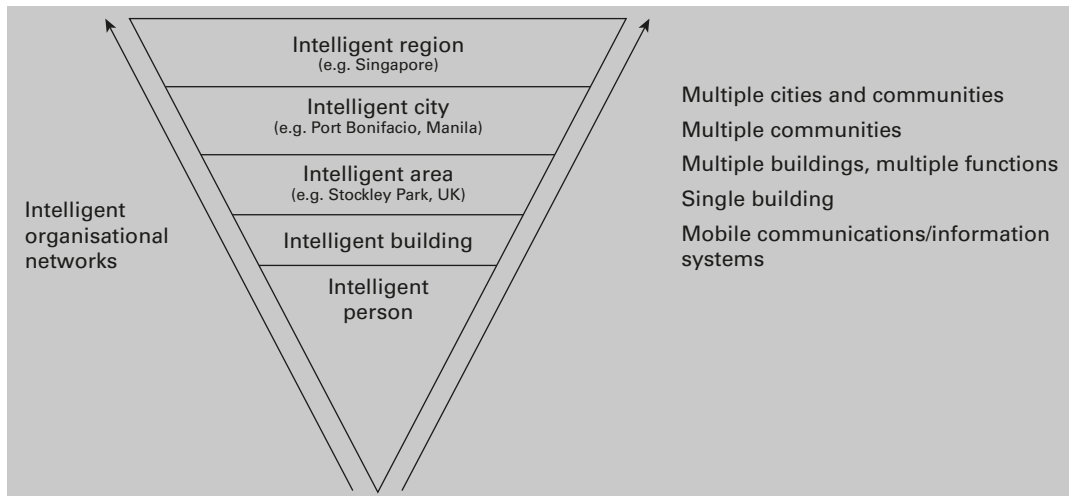 Intelligent region
(e.g. Singapore)
Intelligent city
(e.g. Port Bonifacio, Manila)
Intelligent area
(e.g. Stockley Park, UK)
Intelligent building
Intelligent
person
Intelligent
organisational
networks
Multiple cities and communities
Multiple communities
Multiple buildings, multiple functions
Single building
Mobile communications/information
systems